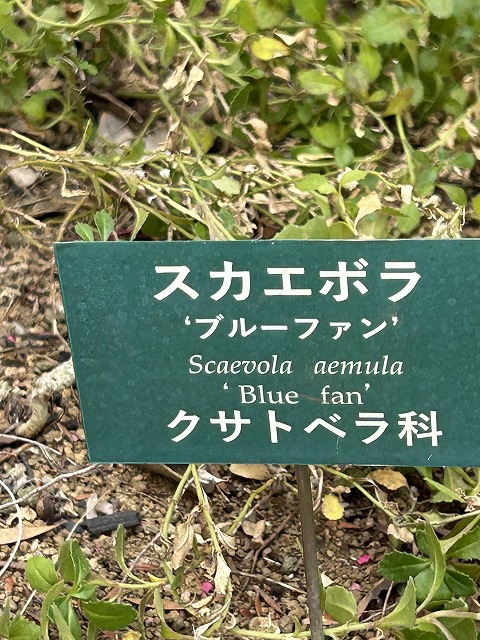 スカエボラ
‘ブルーファン’
Scaevola aemula
‘Blue fan’
クサトベラ科